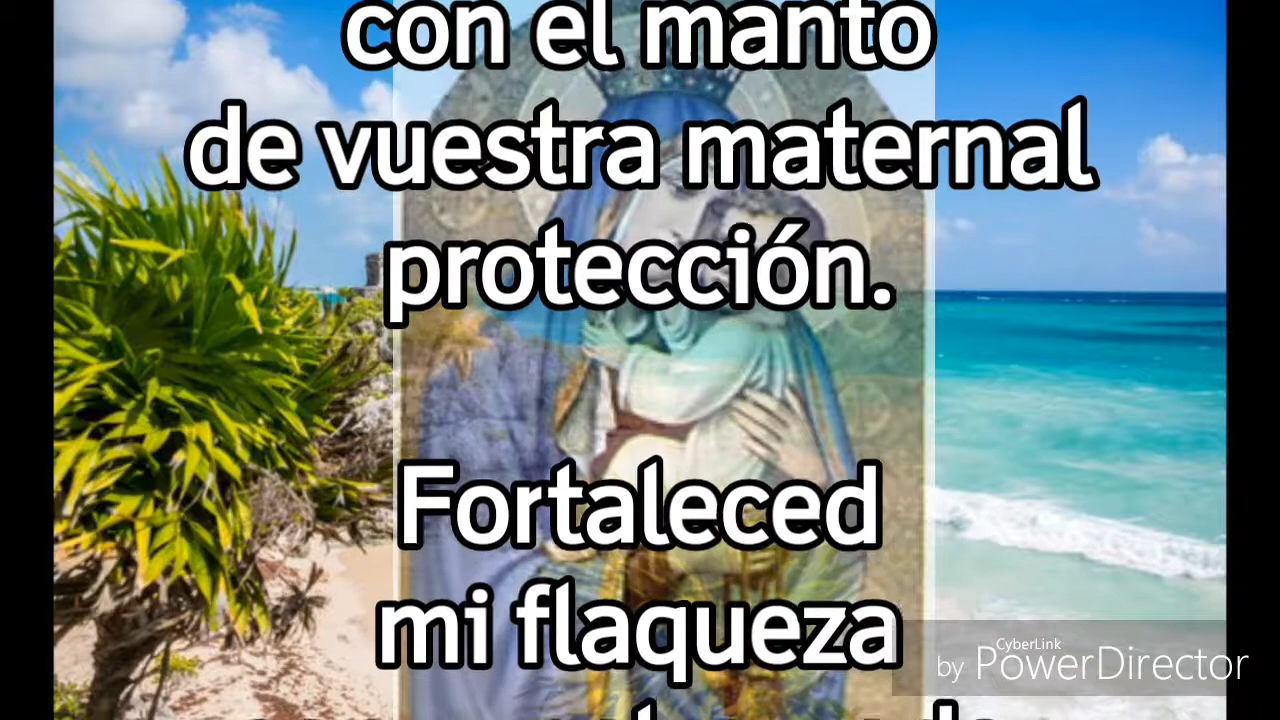 con el manto
de vuestra maternal
protección.
Fortaleced
mi flaqueza
CyberLink
by PowerDirector